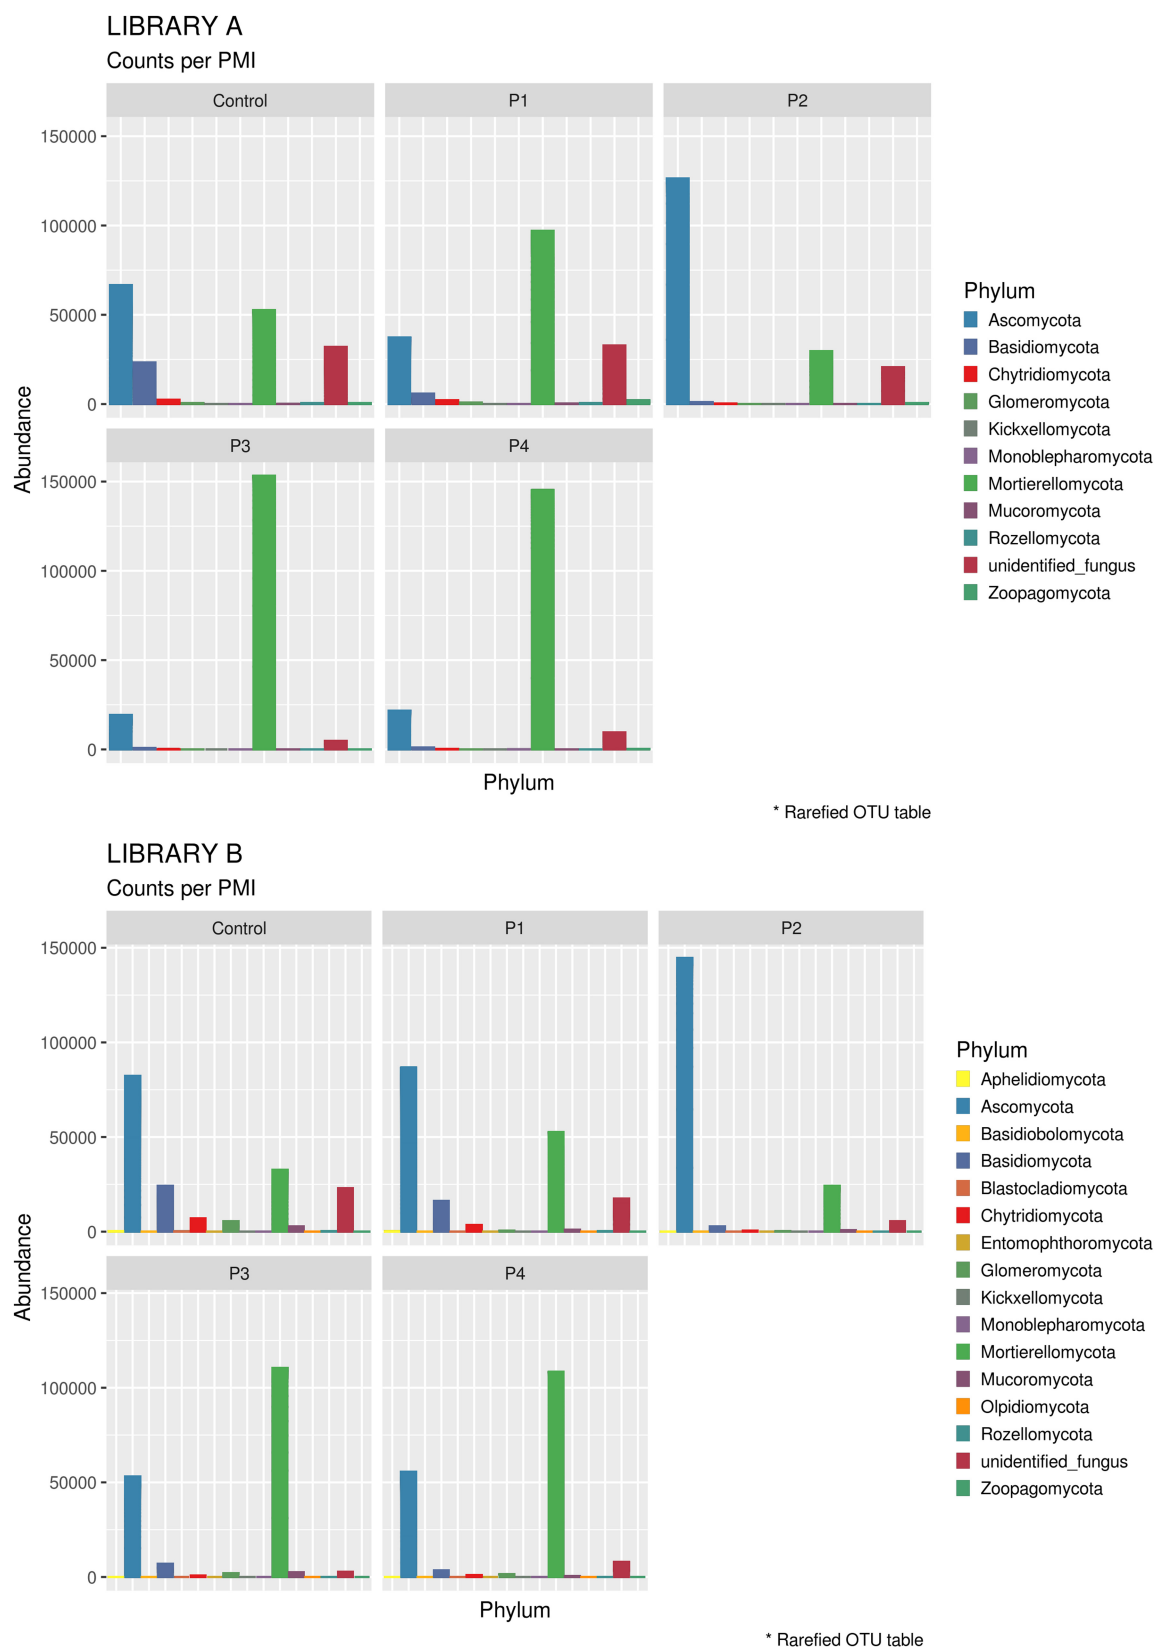 LIBRARY A
Counts per PMI
Control
P1
P2
150000
100000
50000
0
P3
P4
150000
100000
50000
0
Abundance
Phylum
* Rarefied OTU table
Phylum
Ascomycota
Basidiomycota
Chytridiomycota
Glomeromycota
Kickxellomycota
Monoblepharomycota
Mortierellomycota
Mucoromycota
Rozellomycota
unidentified_fungus
Zoopagomycota
LIBRARY B
Counts per PMI
Control
P1
P2
150000
100000
50000
0
P3
P4
150000
100000
50000
0
Abundance
Phylum
* Rarefied OTU table
Phylum
Aphelidiomycota
Ascomycota
Basidiobolomycota
Basidiomycota
Blastocladiomycota
Chytridiomycota
Entomophthoromycota
Glomeromycota
Kickxellomycota
Monoblepharomycota
Mortierellomycota
Mucoromycota
Olpidiomycota
Rozellomycota
unidentified_fungus
Zoopagomycota